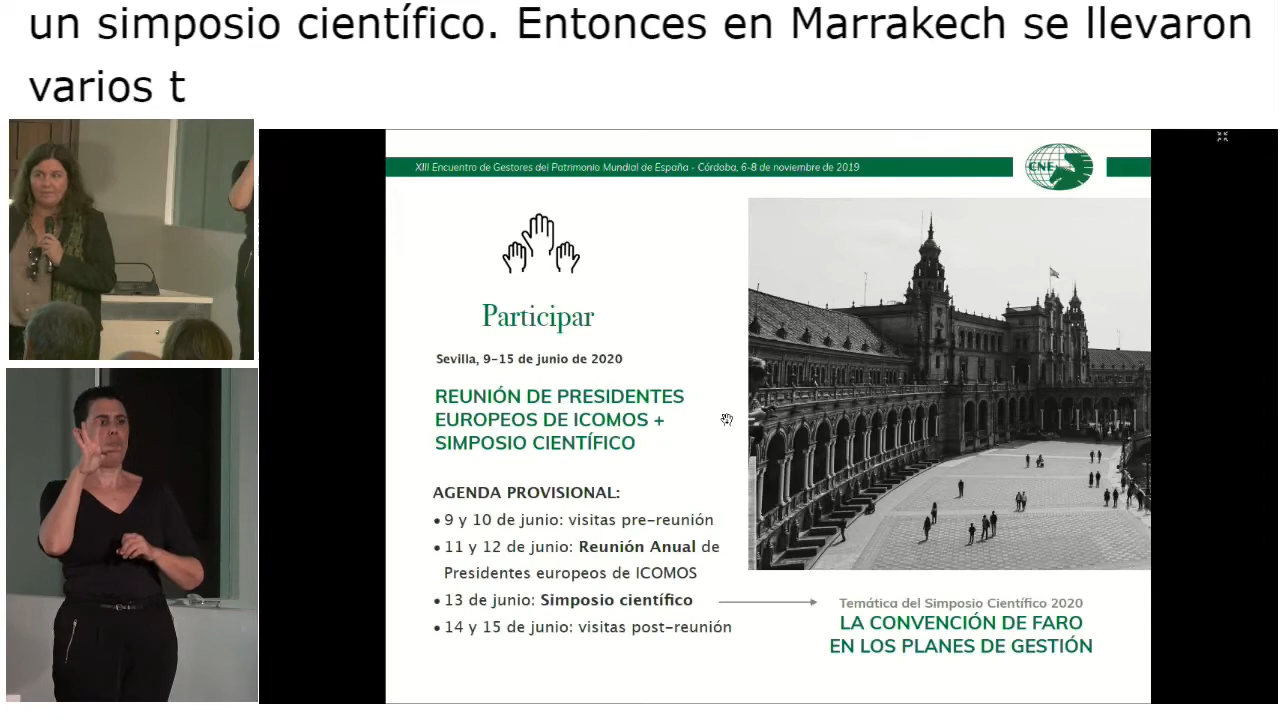 un simposio científico. Entonces en Marrakech se llevaron
varios t
XIII Encuentro de Gestores del Patrimonio Mundial de España - Córdoba, 6-8 de noviembre de 2019
CNE
Participar
Sevilla, 9-15 de junio de 2020
REUNIÓN DE PRESIDENTES
EUROPEOS DE ICOMOS +
SIMPOSIO CIENTÍFICO
AGENDA PROVISIONAL:
• 9 y 10 de junio: visitas pre-reunión
• 11 y 12 de junio: Reunión Anual de
Presidentes europeos de ICOMOS
• 13 de junio: Simposio científico
• 14 y 15 de junio: visitas post-reunión
Temática del Simposio Científico 2020
LA CONVENCIÓN DE FARO
EN LOS PLANES DE GESTIÓN